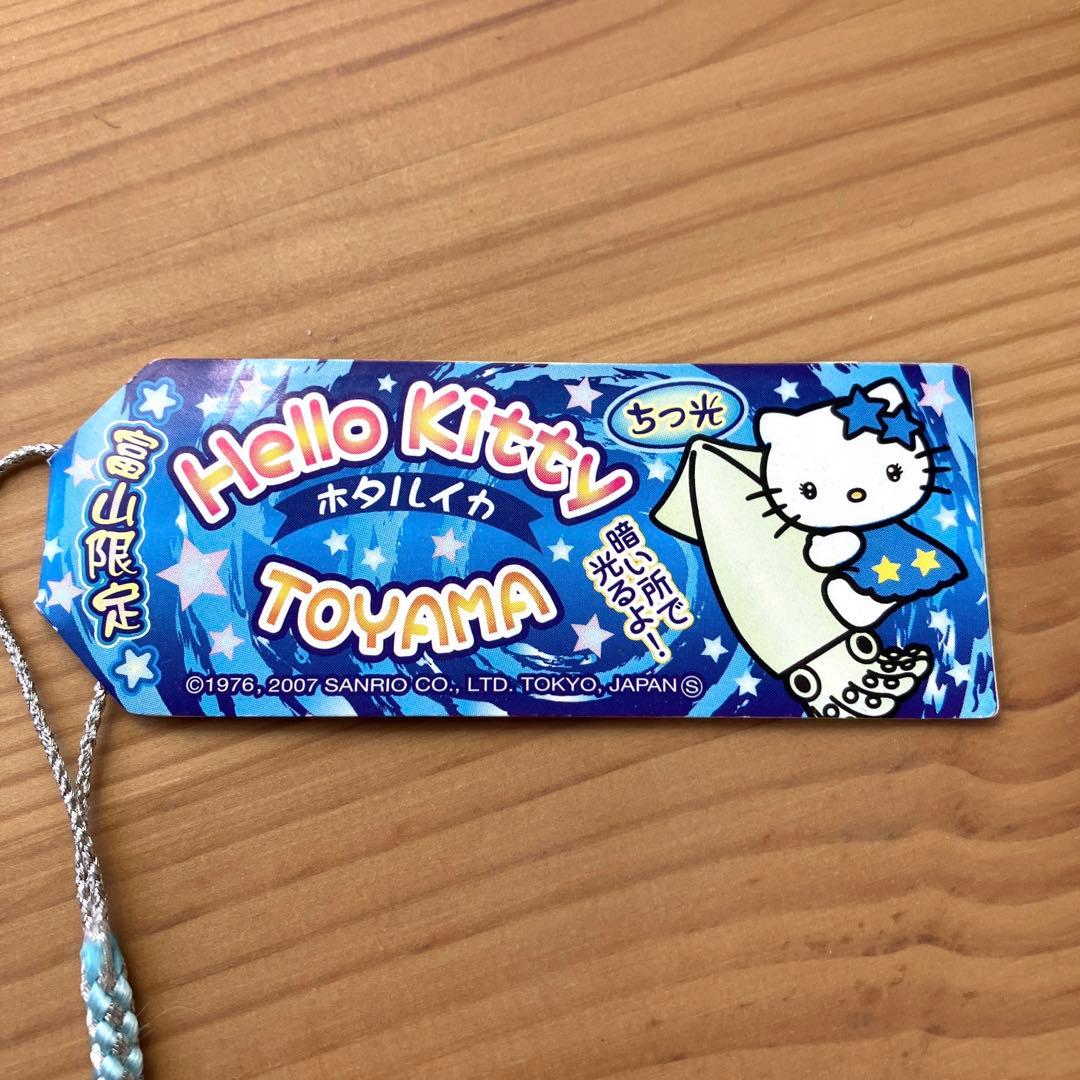 富山限定
Hello Kitty
ホタルイカ
TOYAMA
ちっ光
暗い所で
光るよ!
©1976, 2007 SANRIO CO., LTD. TOKYO, JAPAN Ⓢ